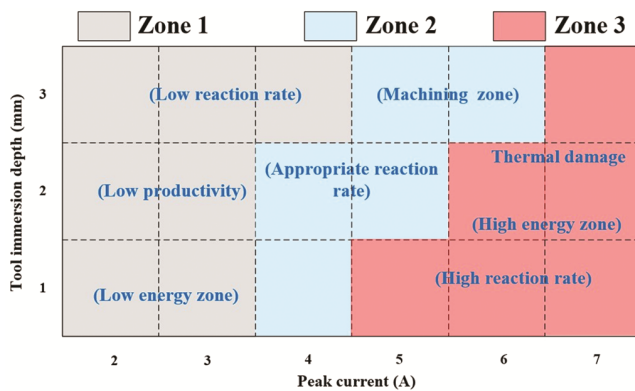 Zone 1 Zone 2 Zone 3
Tool immersion depth (mm)
3
(Low reaction rate) (Machining zone)
Thermal damage
2
(Low productivity) (Appropriate reaction
rate)
(High energy zone)
1
(Low energy zone) (High reaction rate)
2 3 4 5 6 7
Peak current (A)